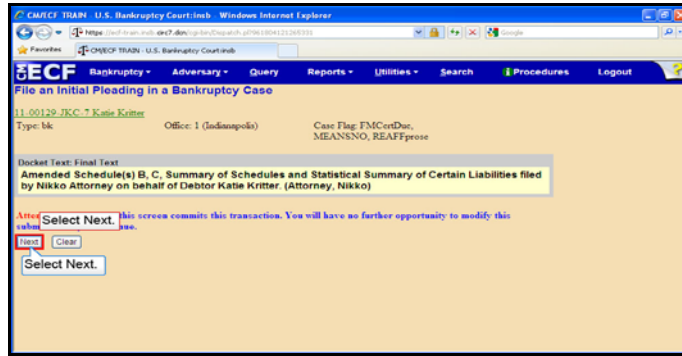 CM/ECF TRAIN - U.S. Bankruptcy Court:insb - Windows Internet Explorer
Google
Favorites CM/ECF TRAIN - U.S. Bankruptcy Court:insb
ECF Bankruptcy Adversary Query Reports Utilities Search Procedures Logout
File an Initial Pleading in a Bankruptcy Case
11-00129-JKC-7 Katie Kritter
Type: bk Office: 1 (Indianapolis) Case Flag: FMCertDue,
MEANSNO, REAFFprose
Docket Text: Final Text
Amended Schedule(s) B, C, Summary of Schedules and Statistical Summary of Certain Liabilities filed
by Nikko Attorney on behalf of Debtor Katie Kritter. (Attorney, Nikko)
this screen commits this transaction. You will have no further opportunity to modify this
Select Next.
Next Clear
Select Next.